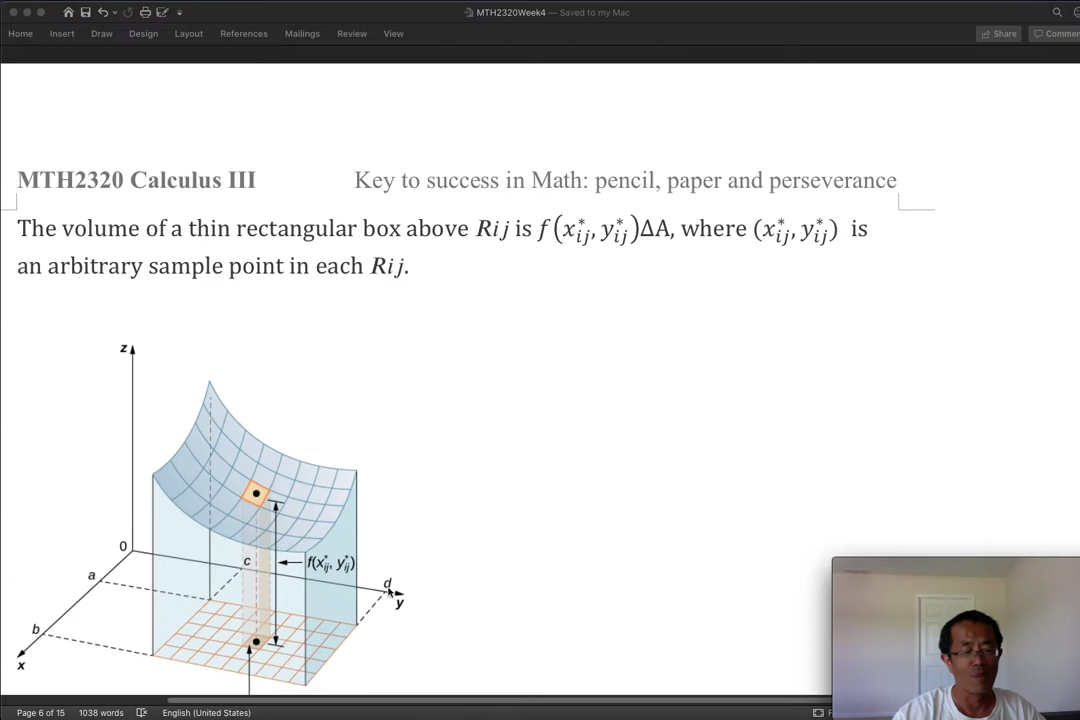 MTH2320Week4 — Saved to my Mac
Home Insert Draw Design Layout References Mailings Review View Share
MTH2320 Calculus III Key to success in Math: pencil, paper and perseverance
The volume of a thin rectangular box above Rij is f(x*ij, y*ij)ΔA, where (x*ij, y*ij) is
an arbitrary sample point in each Rij.
z
0
c
f(x*ij, y*ij)
a
d
y
b
x
Page 6 of 15 1038 words English (United States)